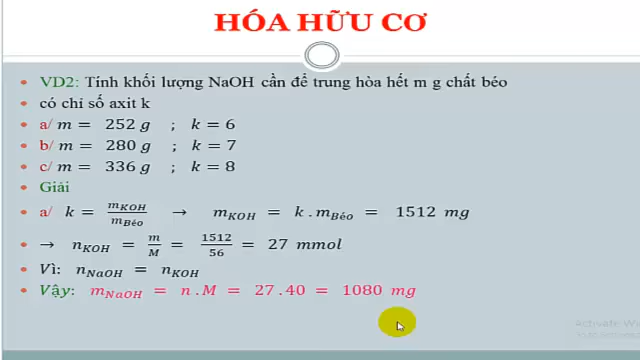 HÓA HỮU CƠ
VD2: Tính khối lượng NaOH cần để trung hòa hết m g chất béo
có chỉ số axit k
a/ m = 252 g ; k = 6
b/ m = 280 g ; k = 7
c/ m = 336 g ; k = 8
Giải
a/ k = m_KOH / m_Béo → m_KOH = k . m_Béo = 1512 mg
→ n_KOH = m/M = 1512/56 = 27 mmol
Vì: n_NaOH = n_KOH
Vậy: m_NaOH = n . M = 27 . 40 = 1080 mg
Activate Wi